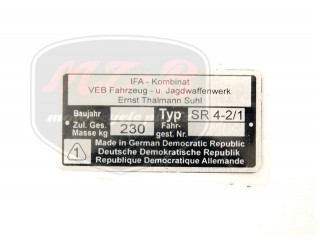 IFA - Kombinat
VEB Fahrzeug - u. Jagdwaffenwerk
Ernst Thälmann Suhl
Baujahr Typ SR 4-2/1
Zul. Ges. Masse kg 230 Fahr- gest. Nr.
1 Made in German Democratic Republic
Deutsche Demokratische Republik
Republique Democratique Allemande